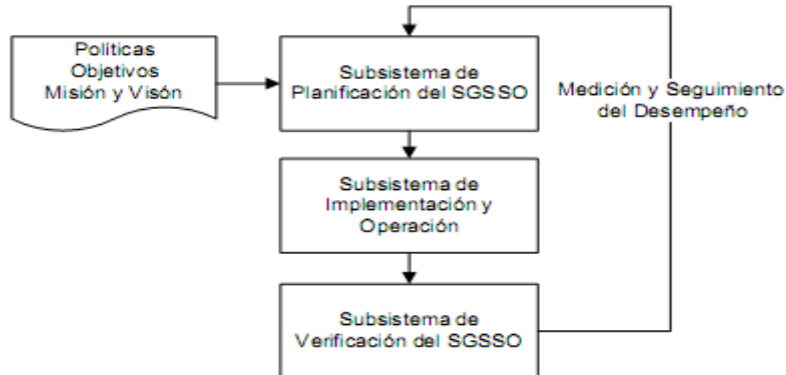 Políticas
Objetivos
Misión y Visón
Subsistema de
Planificación del SGSSO
Medición y Seguimiento
del Desempeño
Subsistema de
Implementación y
Operación
Subsistema de
Verificación del SGSSO